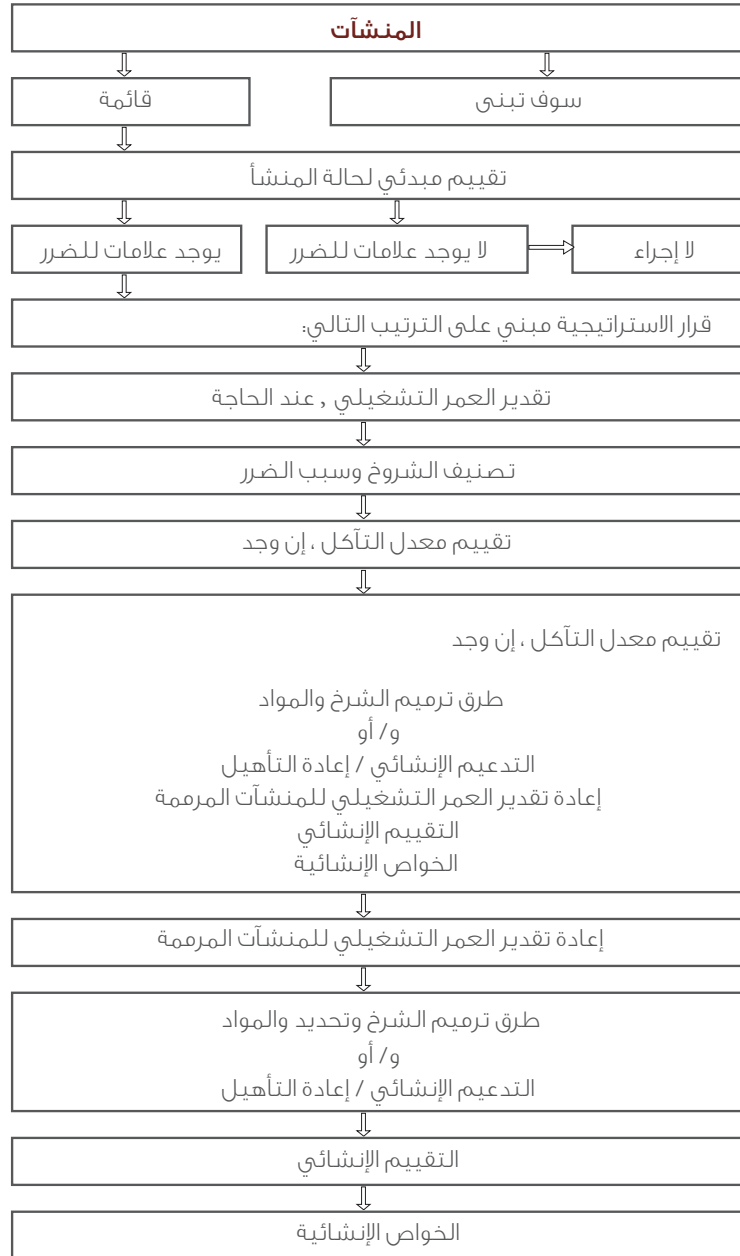 المنشآت
سوف تبنى
قائمة
تقييم مبدئي لحالة المنشأ
يوجد علامات للضرر
لا يوجد علامات للضرر
لا إجراء
قرار الاستراتيجية مبني على الترتيب التالي:
تقدير العمر التشغيلي , عند الحاجة
تصنيف الشروخ وسبب الضرر
تقييم معدل التآكل ، إن وجد
تقييم معدل التآكل ، إن وجد
طرق ترميم الشرخ والمواد
و/ أو
التدعيم الإنشائي / إعادة التأهيل
إعادة تقدير العمر التشغيلي للمنشآت المرممة
التقييم الإنشائي
الخواص الإنشائية
إعادة تقدير العمر التشغيلي للمنشآت المرممة
طرق ترميم الشرخ وتحديد والمواد
و/ أو
التدعيم الإنشائي / إعادة التأهيل
التقييم الإنشائي
الخواص الإنشائية